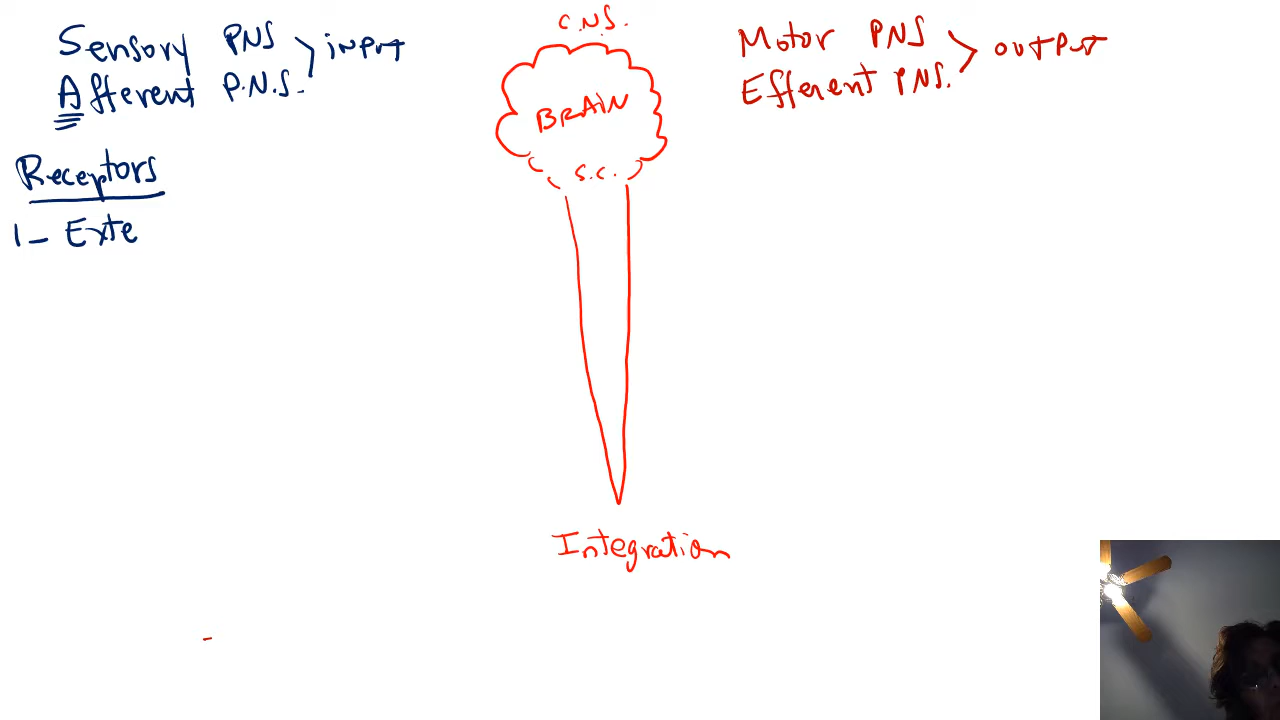 Sensory PNS > input
Afferent P.N.S.
Receptors
1- Exte
C.N.S.
BRAIN
S.C.
Integration
Motor PNS > output
Efferent PNS.